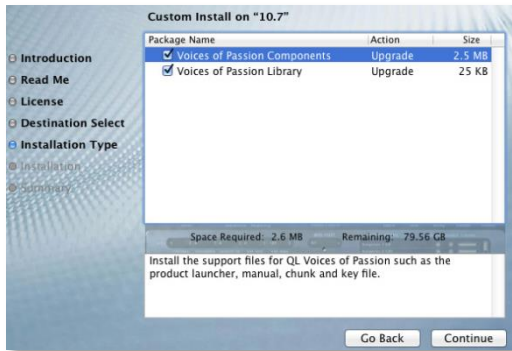 Custom Install on “10.7”
Package Name Action Size
Voices of Passion Components Upgrade 2.5 MB
Voices of Passion Library Upgrade 25 KB
Introduction
Read Me
License
Destination Select
Installation Type
Installation
Summary
Space Required: 2.6 MB Remaining: 79.56 GB
Install the support files for QL Voices of Passion such as the
product launcher, manual, chunk and key file.
Go Back Continue